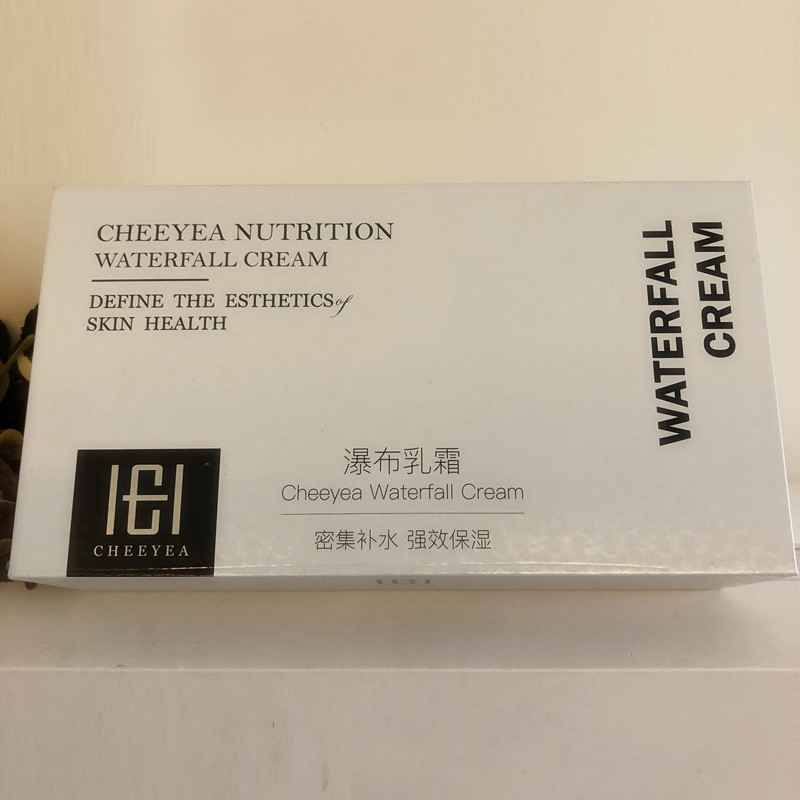 CHEEYEA NUTRITION
WATERFALL CREAM
DEFINE THE ESTHETICS of
SKIN HEALTH
WATERFALL
CREAM
CHEEYEA
瀑布乳霜
Cheeyea Waterfall Cream
密集补水 强效保湿